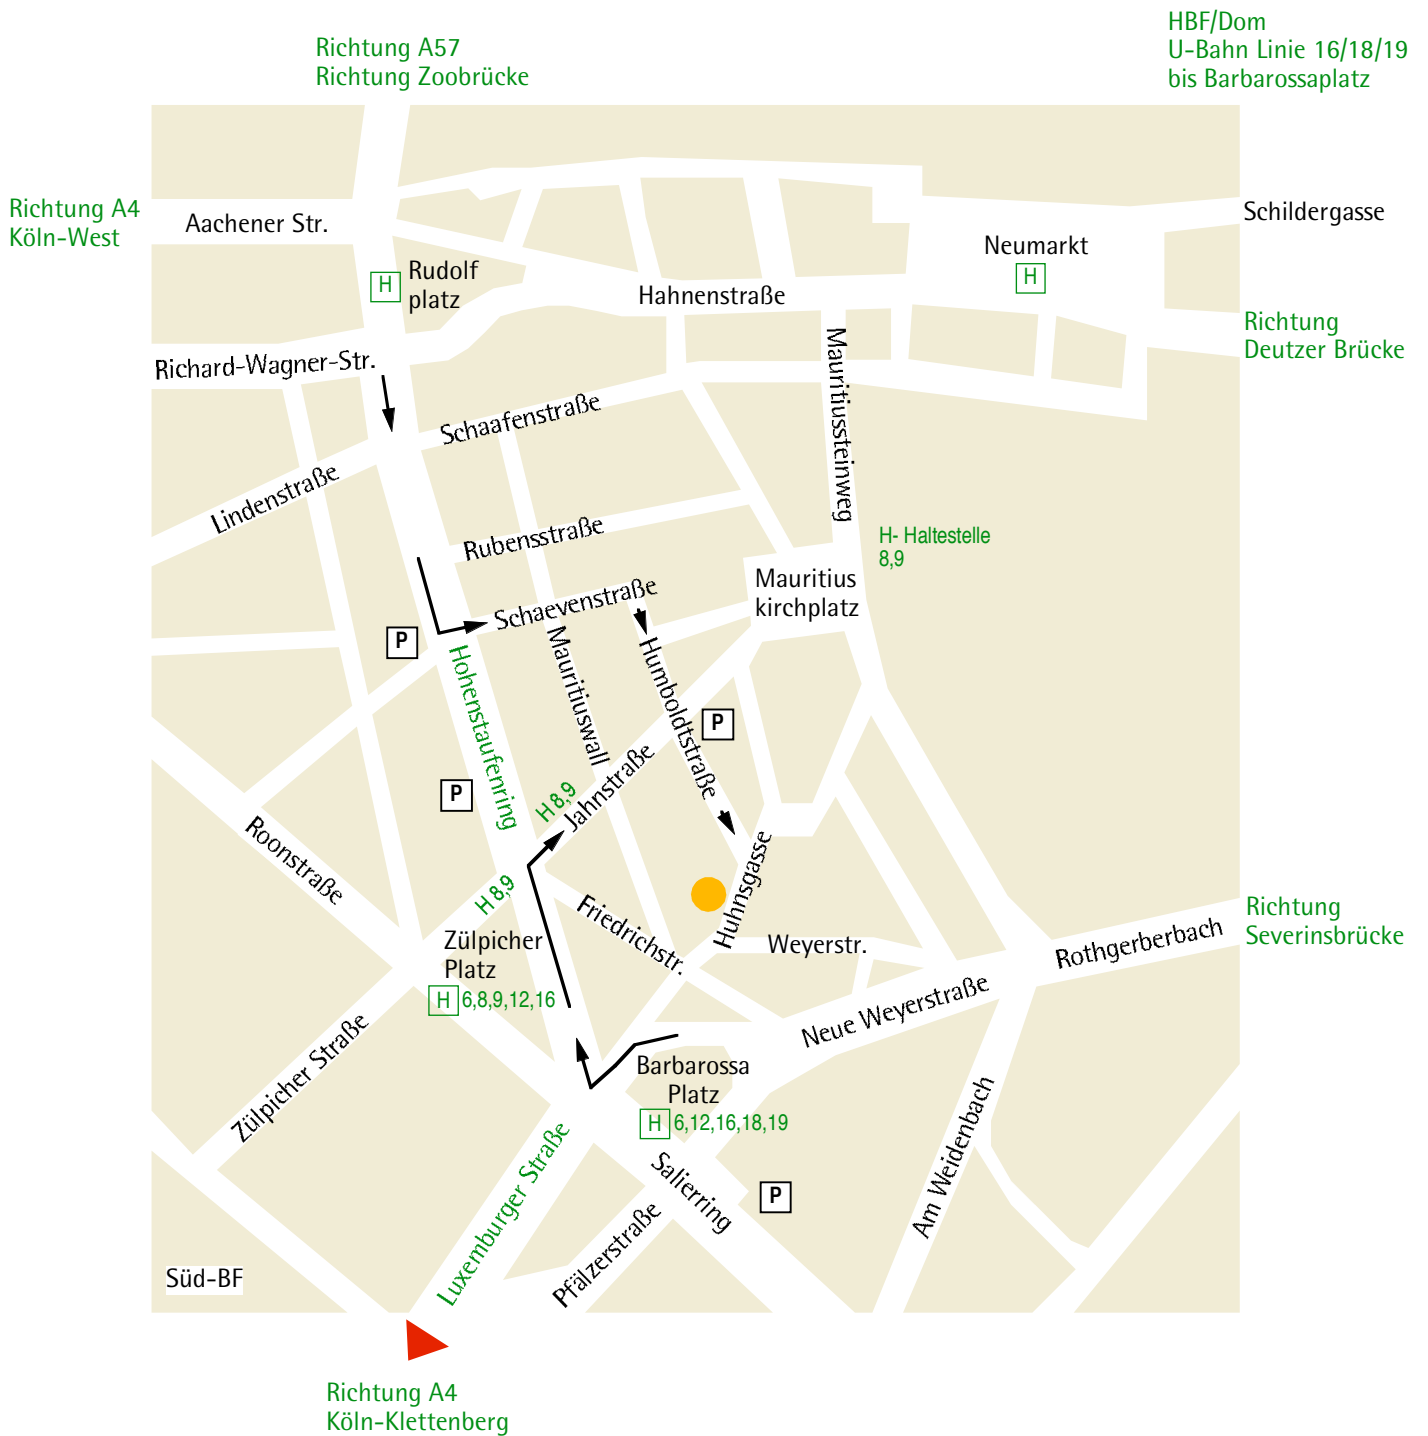 HBF/Dom
U-Bahn Linie 16/18/19
bis Barbarossaplatz
Richtung A57
Richtung Zoobrücke
Richtung A4
Köln-West
Aachener Str.
Schildergasse
Neumarkt
H
Rudolf
platz
H
Hahnenstraße
Richtung
Deutzer Brücke
Richard-Wagner-Str.
Mauritiussteinweg
Schaafenstraße
Lindenstraße
Rubensstraße
H- Haltestelle
8,9
Mauritius
kirchplatz
Schaevenstraße
P
Hohenstaufenring
Mauritiuswall
Humboldtstraße
P
P
H 8,9
Jahnstraße
Roonstraße
H 8,9
Huhnsgasse
Friedrichstr.
Weyerstr.
Richtung
Severinsbrücke
Rothgerberbach
Zülpicher
Platz
H 6,8,9,12,16
Neue Weyerstraße
Zülpicher Straße
Barbarossa
Platz
H 6,12,16,18,19
Am Weidenbach
Luxemburger Straße
Salierring
P
Pfälzerstraße
Süd-BF
Richtung A4
Köln-Klettenberg